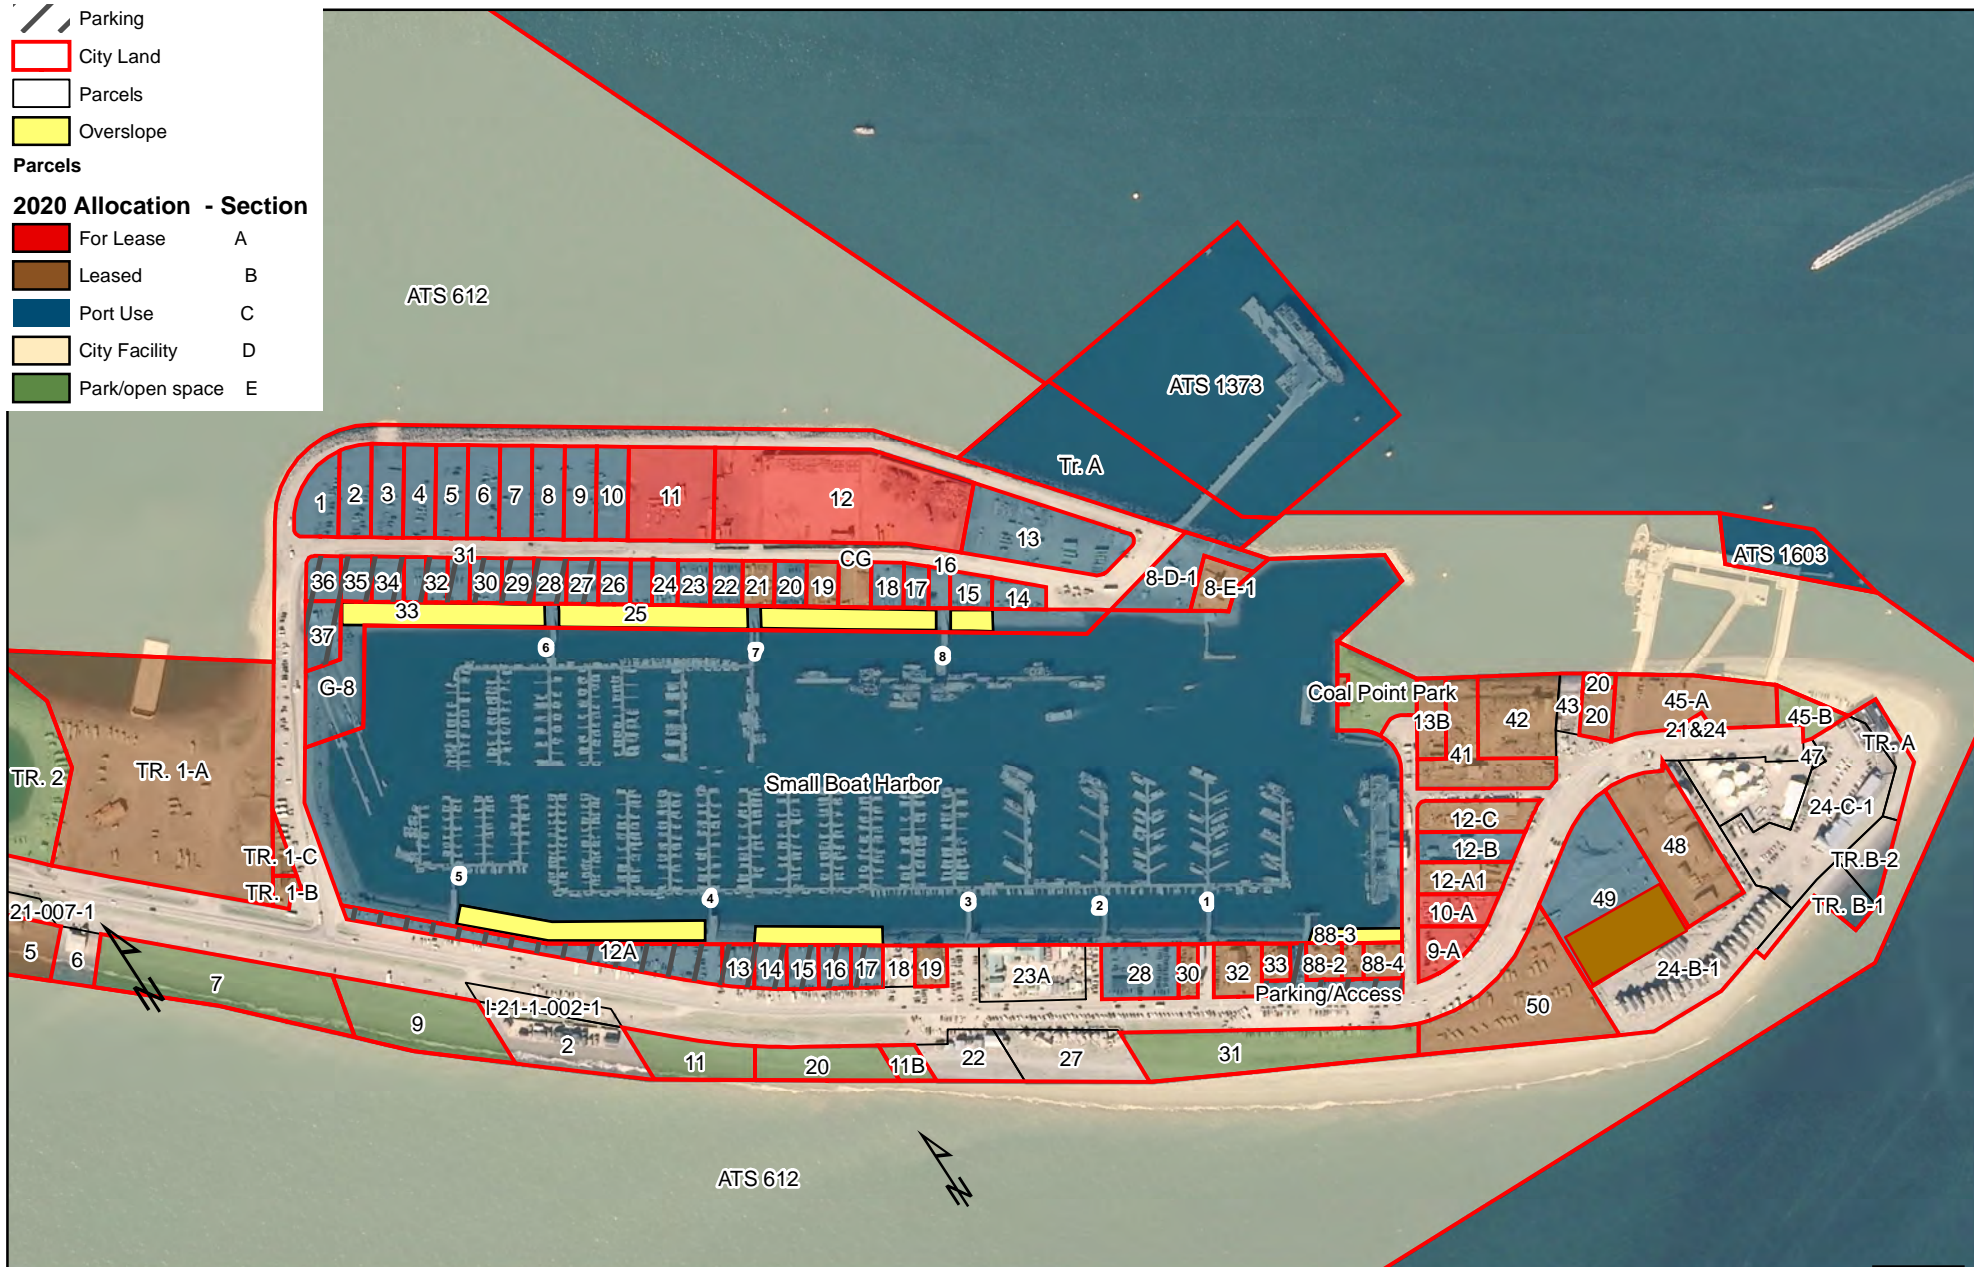 Parking
City Land
Parcels
Overslope
Parcels
2020 Allocation - Section
For Lease A
Leased B
Port Use C
City Facility D
Park/open space E
ATS 612
ATS 1373
Tr. A
ATS 1603
1 2 3 4 5 6 7 8 9 10 11 12 13
31 CG 16
36 35 34 32 30 29 28 27 26 24 23 22 21 20 19 18 17 15 14
8-D-1
8-E-1
33 25
37
6 7 8
G-8
Coal Point Park
13B
41
42
43
20
20
45-A
45-B
21&24
TR. A
47
TR. 2
TR. 1-A
Small Boat Harbor
24-C-1
12-C
12-B
12-A1
10-A
9-A
48
49
TR.B-2
TR. B-1
TR. 1-C
TR. 1-B
5 4 3 2 1
21-007-1
88-3
12A 13 14 15 16 17 18 19 23A 28 30 32 33 88-2 88-4
Parking/Access
24-B-1
50
5 6 7
9
I-21-1-002-1
2
11 20 11B 22 27 31
ATS 612
N
N